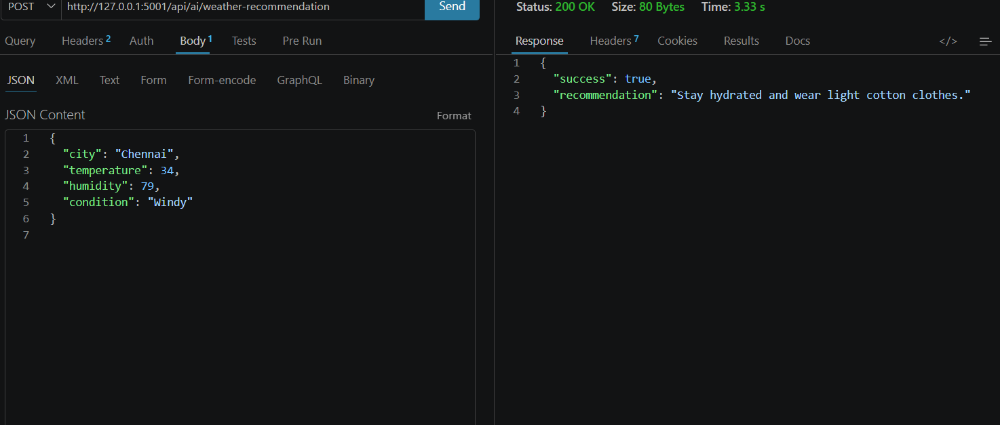 POST http://127.0.0.1:5001/api/ai/weather-recommendation Send
Query Headers 2 Auth Body 1 Tests Pre Run
JSON XML Text Form Form-encode GraphQL Binary
JSON Content Format
1 {
2 "city": "Chennai",
3 "temperature": 34,
4 "humidity": 79,
5 "condition": "Windy"
6 }
7
Status: 200 OK Size: 80 Bytes Time: 3.33 s
Response Headers 7 Cookies Results Docs </>
1 {
2 "success": true,
3 "recommendation": "Stay hydrated and wear light cotton clothes."
4 }